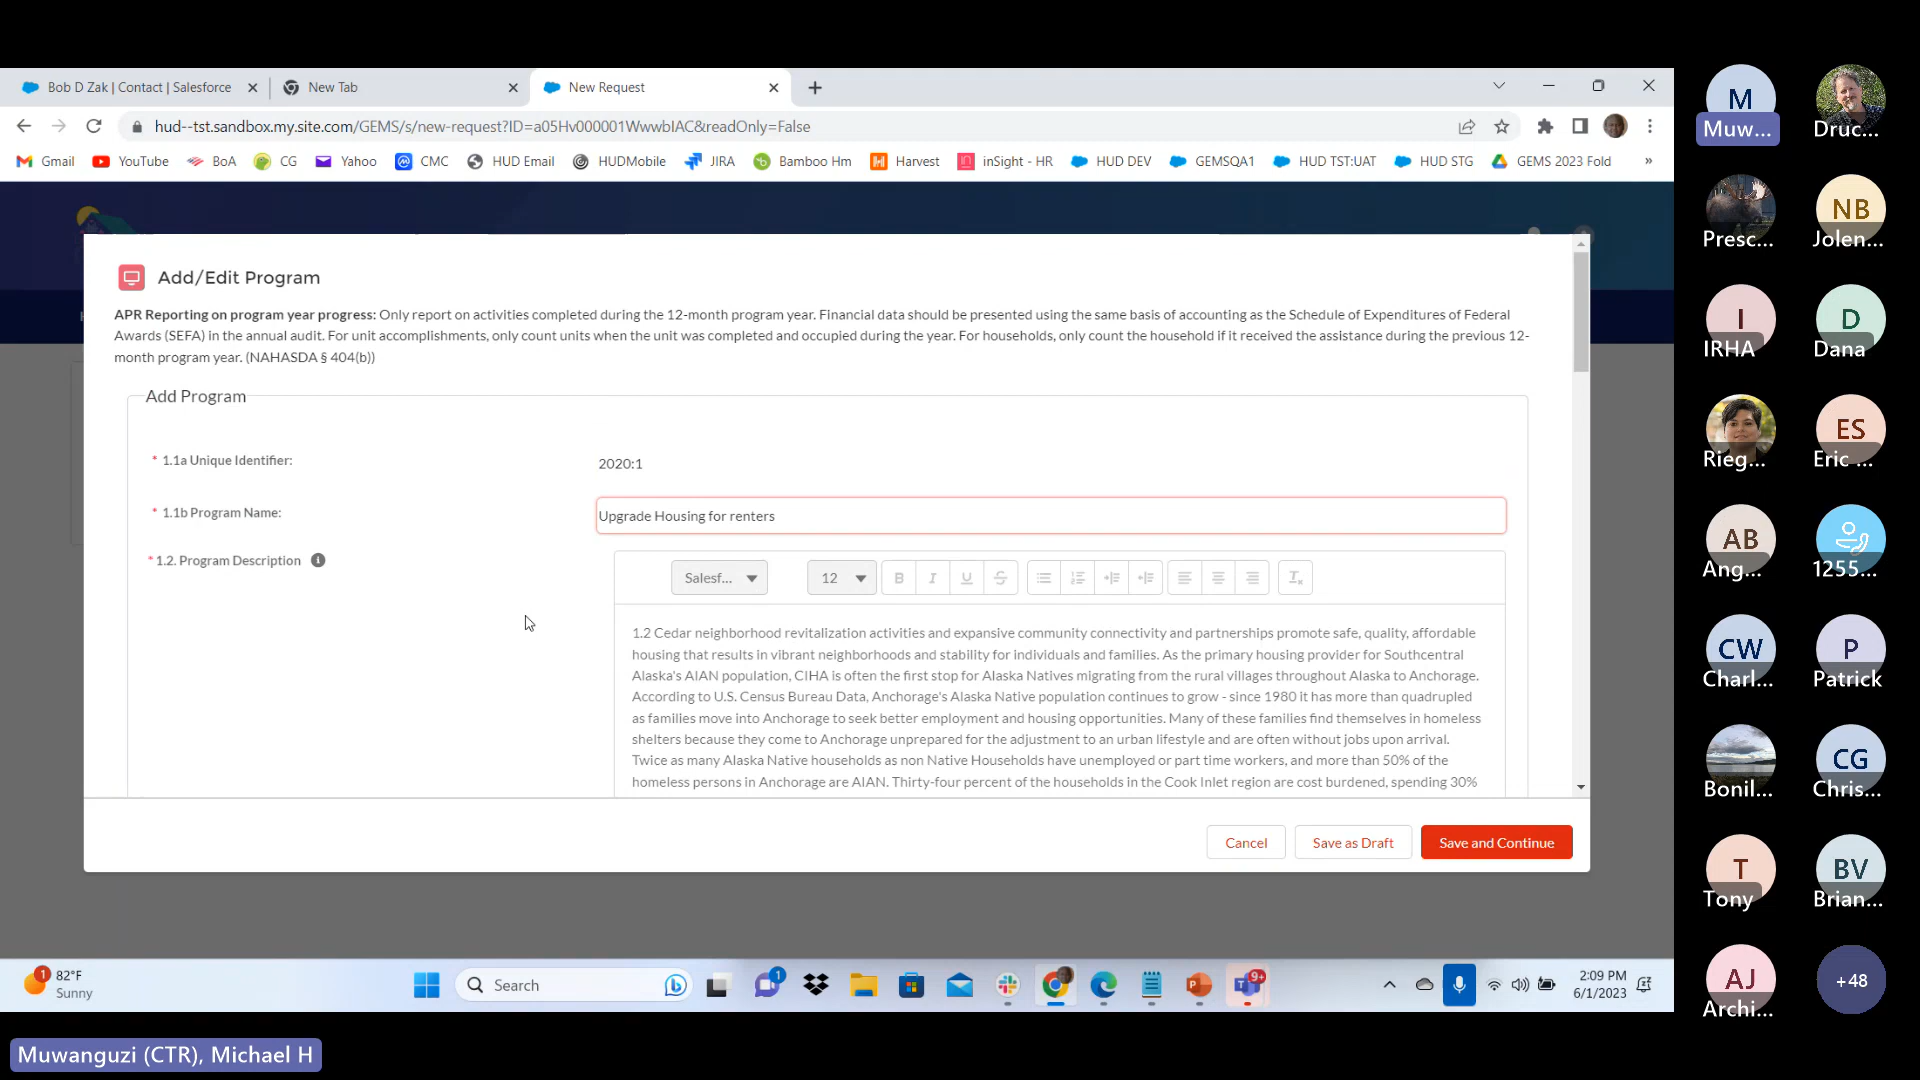 Bob D Zak | Contact | Salesforce
New Tab
New Request
hud--tst.sandbox.my.site.com/GEMS/s/new-request?ID=a05Hv000001WwwbIAC&readOnly=False
Gmail YouTube BoA CG Yahoo CMC HUD Email HUDMobile JIRA Bamboo Hm Harvest inSight - HR HUD DEV GEMSQA1 HUD TST:UAT HUD STG GEMS 2023 Fold »
Add/Edit Program
APR Reporting on program year progress: Only report on activities completed during the 12-month program year. Financial data should be presented using the same basis of accounting as the Schedule of Expenditures of Federal
Awards (SEFA) in the annual audit. For unit accomplishments, only count units when the unit was completed and occupied during the year. For households, only count the household if it received the assistance during the previous 12-
month program year. (NAHASDA § 404(b))
Add Program
* 1.1a Unique Identifier:
2020:1
* 1.1b Program Name:
Upgrade Housing for renters
* 1.2. Program Description
Salesf...
12
B I U S
1.2 Cedar neighborhood revitalization activities and expansive community connectivity and partnerships promote safe, quality, affordable
housing that results in vibrant neighborhoods and stability for individuals and families. As the primary housing provider for Southcentral
Alaska's AIAN population, CIHA is often the first stop for Alaska Natives migrating from the rural villages throughout Alaska to Anchorage.
According to U.S. Census Bureau Data, Anchorage's Alaska Native population continues to grow - since 1980 it has more than quadrupled
as families move into Anchorage to seek better employment and housing opportunities. Many of these families find themselves in homeless
shelters because they come to Anchorage unprepared for the adjustment to an urban lifestyle and are often without jobs upon arrival.
Twice as many Alaska Native households as non Native Households have unemployed or part time workers, and more than 50% of the
homeless persons in Anchorage are AIAN. Thirty-four percent of the households in the Cook Inlet region are cost burdened, spending 30%
Cancel
Save as Draft
Save and Continue
1
82°F
Sunny
Search
1
9+
2:09 PM
6/1/2023
M
Muw...
Druc...
Presc...
NB
Jolen...
I
IRHA
D
Dana
Rieg...
ES
Eric ...
AB
Ang...
1255...
CW
Charl...
P
Patrick
Bonil...
CG
Chris...
T
Tony
BV
Brian...
AJ
Archi...
+48
Muwanguzi (CTR), Michael H